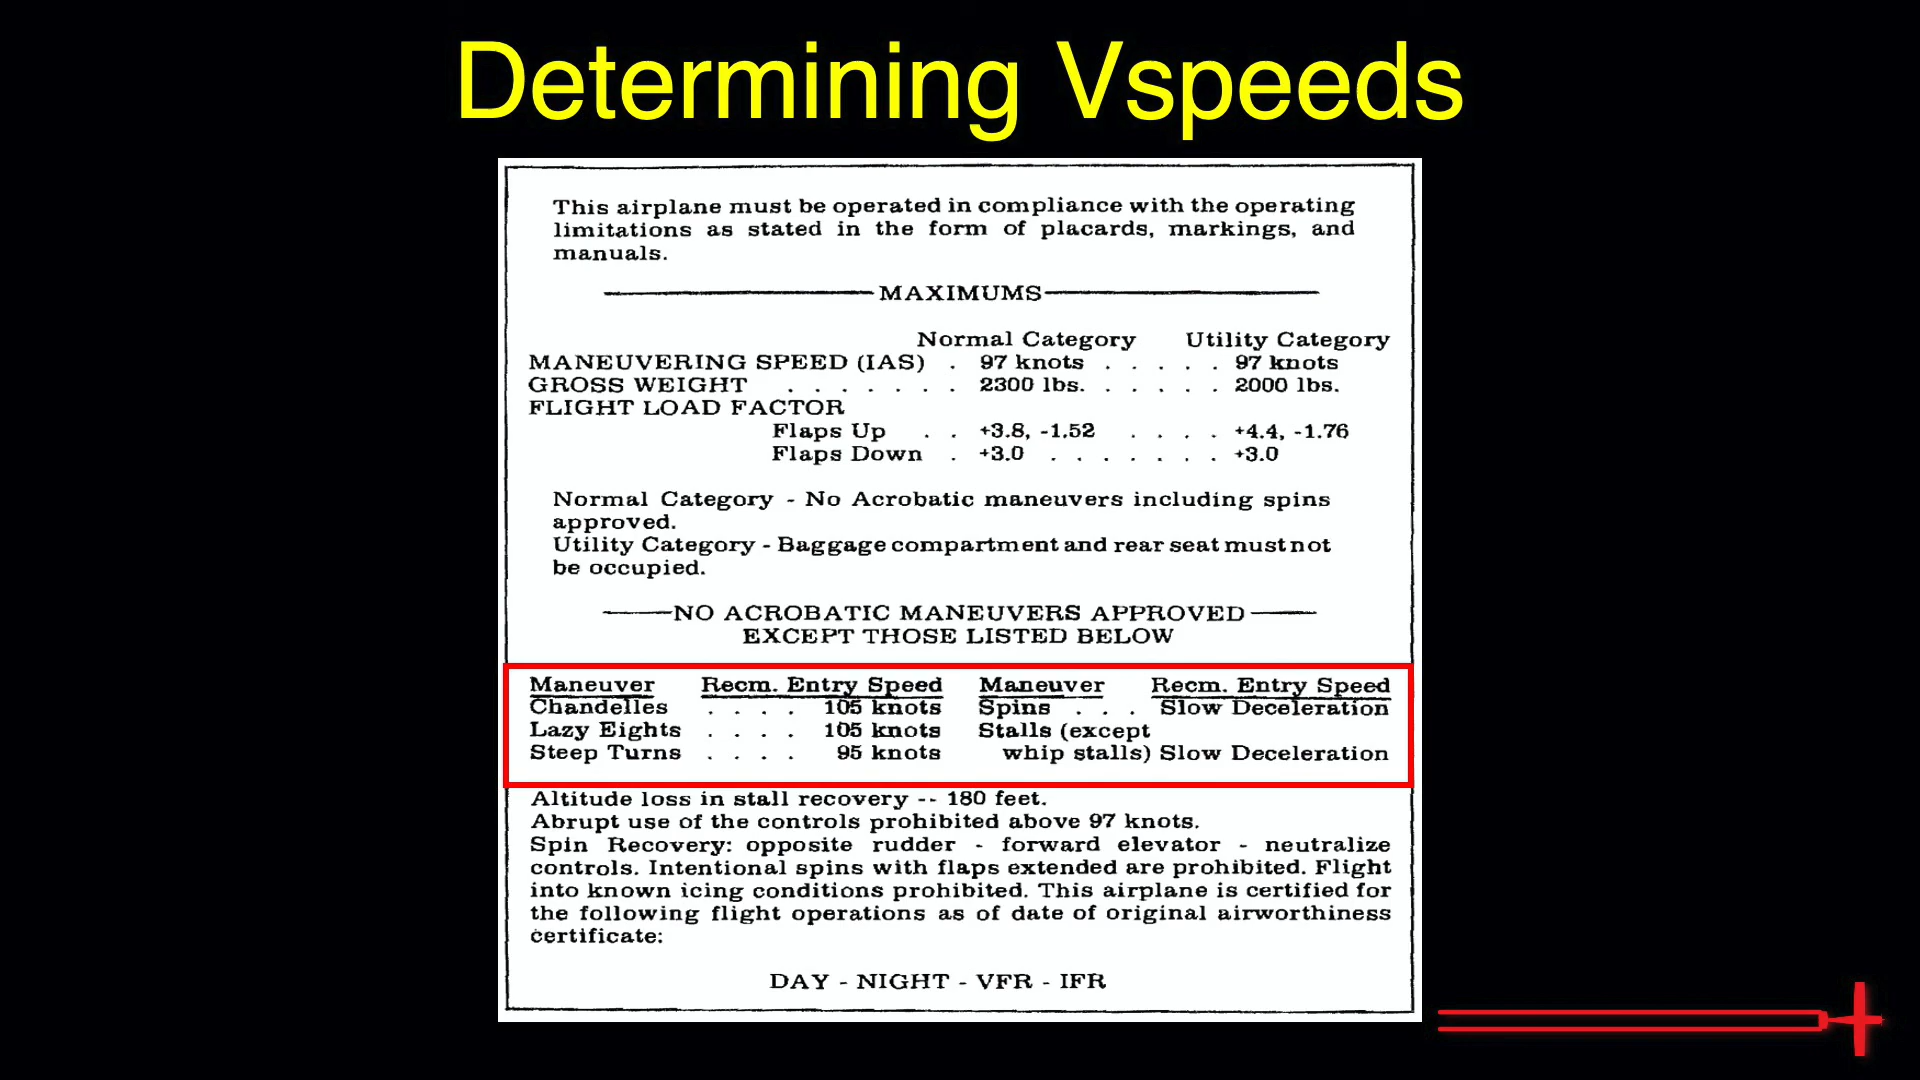 Determining Vspeeds
This airplane must be operated in compliance with the operating
limitations as stated in the form of placards, markings, and
manuals.
MAXIMUMS
Normal Category Utility Category
MANEUVERING SPEED (IAS) . 97 knots . . . . . 97 knots
GROSS WEIGHT . . . . . . . 2300 lbs. . . . . . 2000 lbs.
FLIGHT LOAD FACTOR
Flaps Up . . +3.8, -1.52 . . . . +4.4, -1.76
Flaps Down . +3.0 . . . . . . . +3.0
Normal Category - No Acrobatic maneuvers including spins
approved.
Utility Category - Baggage compartment and rear seat must not
be occupied.
NO ACROBATIC MANEUVERS APPROVED
EXCEPT THOSE LISTED BELOW
Maneuver Recm. Entry Speed Maneuver Recm. Entry Speed
Chandelles . . . . 105 knots Spins . . . Slow Deceleration
Lazy Eights . . . . 105 knots Stalls (except
Steep Turns . . . . 95 knots whip stalls) Slow Deceleration
Altitude loss in stall recovery -- 180 feet.
Abrupt use of the controls prohibited above 97 knots.
Spin Recovery: opposite rudder - forward elevator - neutralize
controls. Intentional spins with flaps extended are prohibited. Flight
into known icing conditions prohibited. This airplane is certified for
the following flight operations as of date of original airworthiness
certificate:
DAY - NIGHT - VFR - IFR